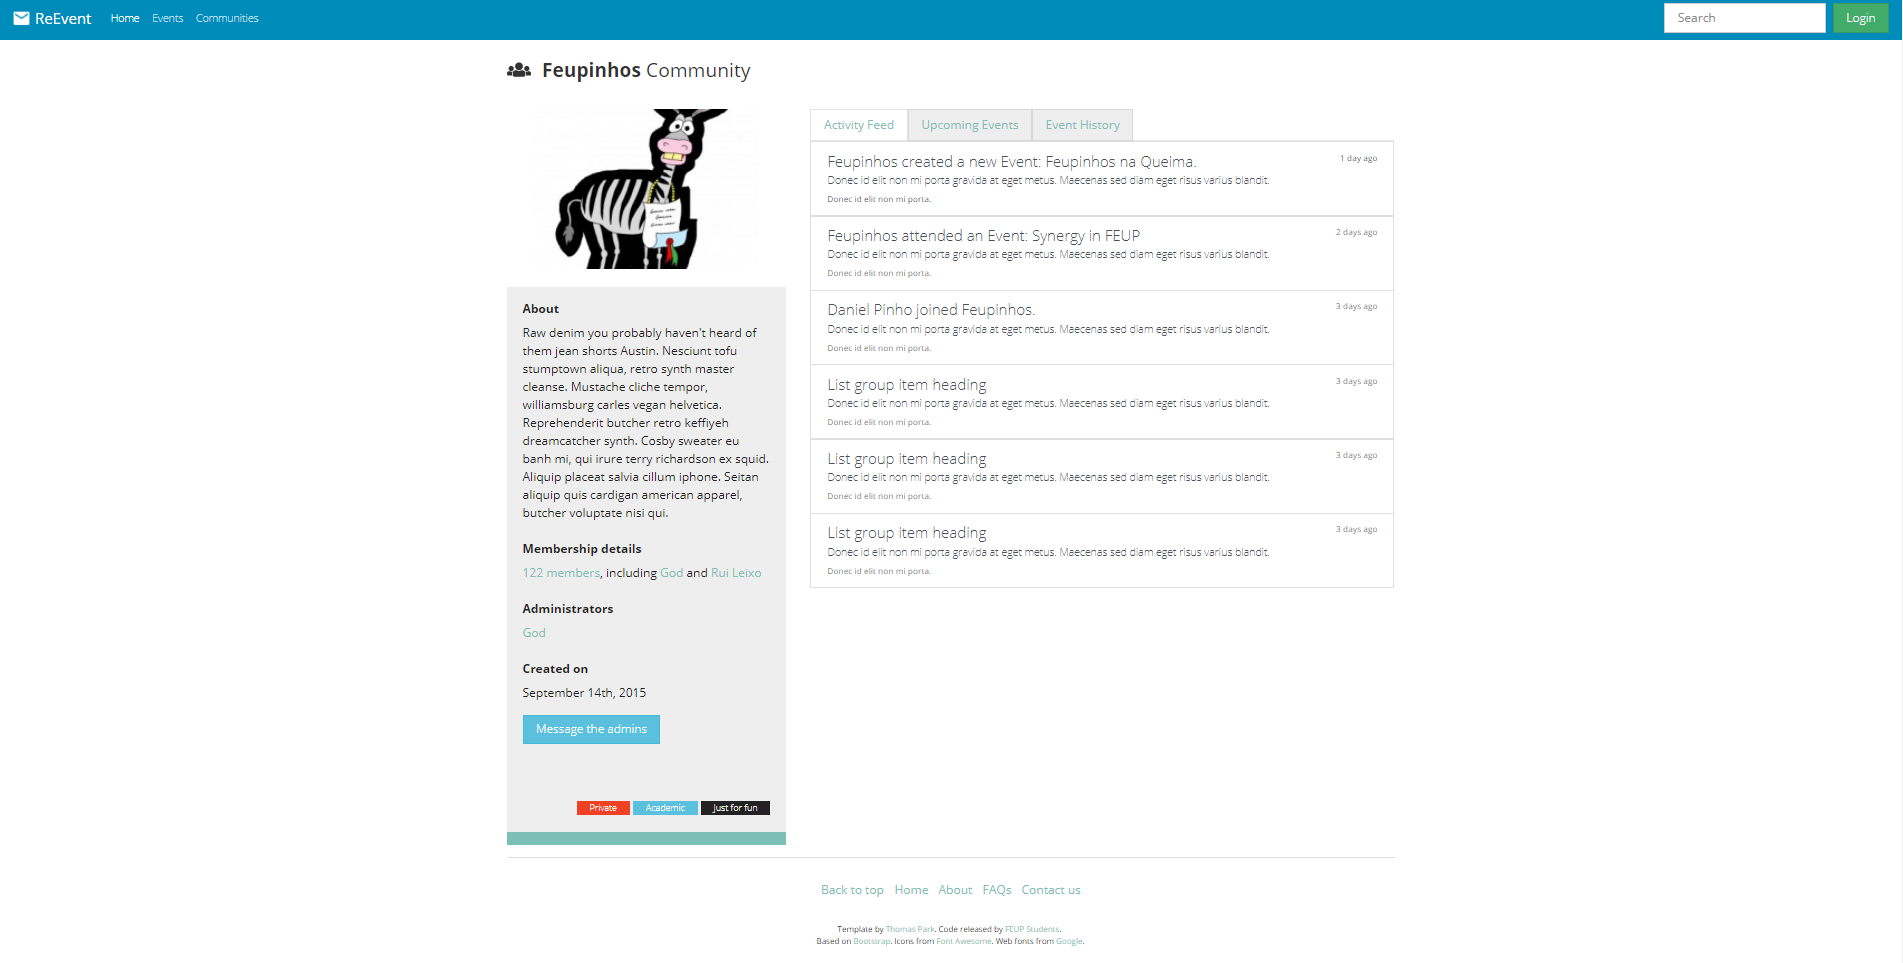 ReEvent Home Events Communities Search Login
Feupinhos Community
About
Raw denim you probably haven't heard of
them jean shorts Austin. Nesciunt tofu
stumptown aliqua, retro synth master
cleanse. Mustache cliche tempor,
williamsburg carles vegan helvetica.
Reprehenderit butcher retro keffiyeh
dreamcatcher synth. Cosby sweater eu
banh mi, qui irure terry richardson ex squid.
Aliquip placeat salvia cillum iphone. Seitan
aliquip quis cardigan american apparel,
butcher voluptate nisi qui.
Membership details
122 members, including God and Rui Leixo
Administrators
God
Created on
September 14th, 2015
Message the admins
Private Academic Just for fun
Activity Feed Upcoming Events Event History
Feupinhos created a new Event: Feupinhos na Queima. 1 day ago
Donec id elit non mi porta gravida at eget metus. Maecenas sed diam eget risus varius blandit.
Donec id elit non mi porta.
Feupinhos attended an Event: Synergy in FEUP 2 days ago
Donec id elit non mi porta gravida at eget metus. Maecenas sed diam eget risus varius blandit.
Donec id elit non mi porta.
Daniel Pinho joined Feupinhos. 3 days ago
Donec id elit non mi porta gravida at eget metus. Maecenas sed diam eget risus varius blandit.
Donec id elit non mi porta.
List group item heading 3 days ago
Donec id elit non mi porta gravida at eget metus. Maecenas sed diam eget risus varius blandit.
Donec id elit non mi porta.
List group item heading 3 days ago
Donec id elit non mi porta gravida at eget metus. Maecenas sed diam eget risus varius blandit.
Donec id elit non mi porta.
List group item heading 3 days ago
Donec id elit non mi porta gravida at eget metus. Maecenas sed diam eget risus varius blandit.
Donec id elit non mi porta.
Back to top Home About FAQs Contact us
Template by Thomas Park. Code released by FEUP Students.
Based on Bootstrap. Icons from Font Awesome. Web fonts from Google.